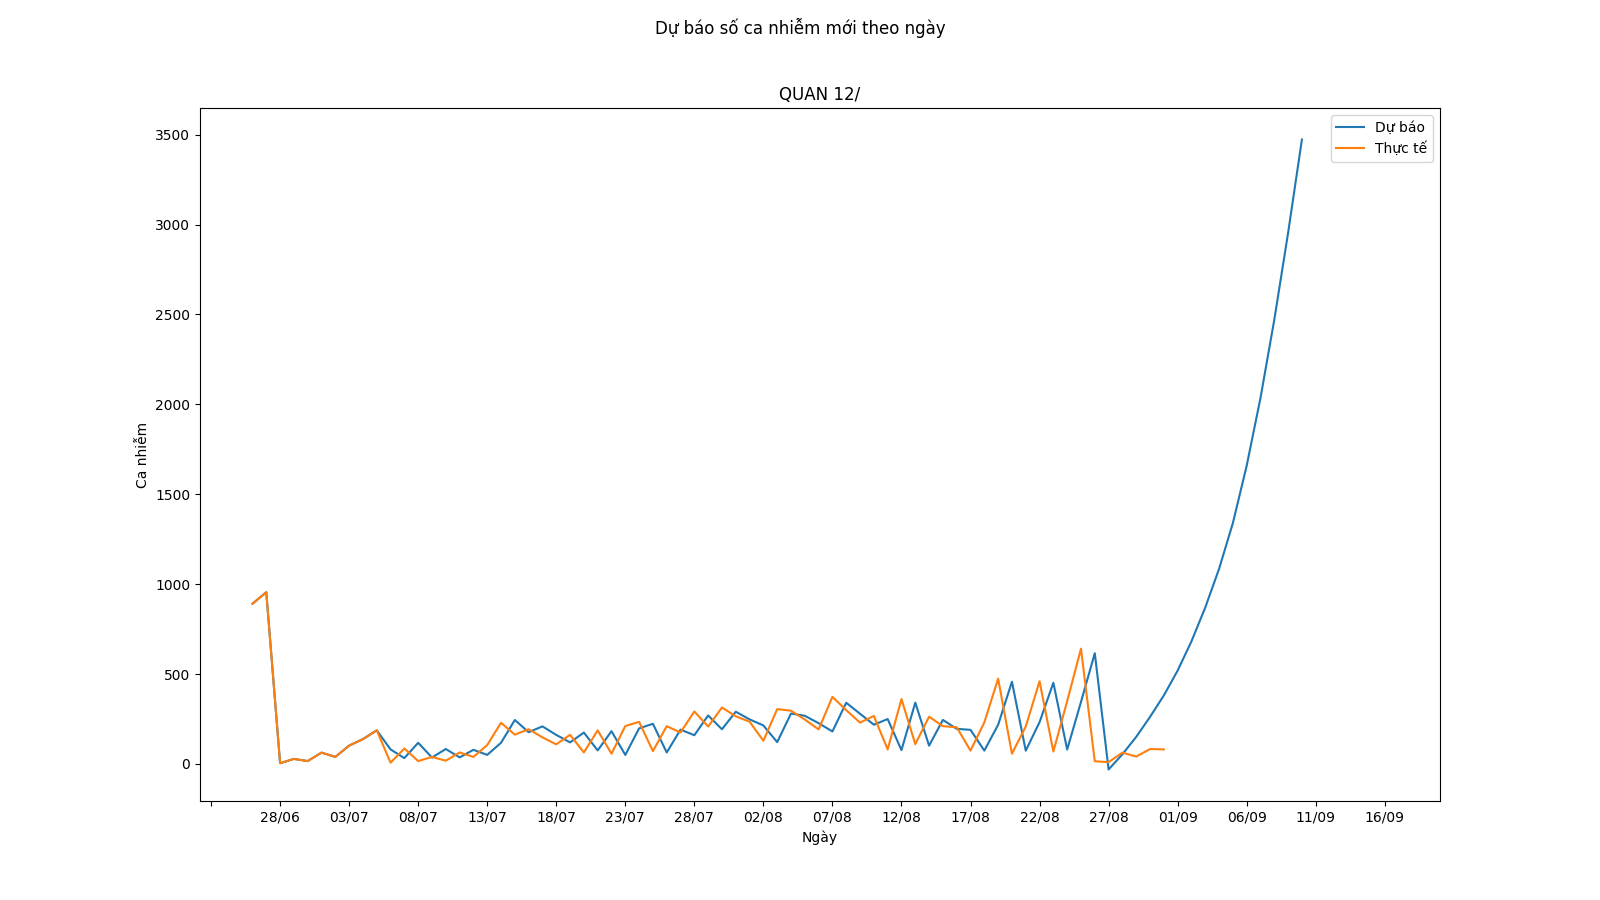 Dự báo số ca nhiễm mới theo ngày
QUAN 12/
Dự báo
Thực tế
3500
3000
2500
2000
1500
1000
500
0
Ca nhiễm
28/06 03/07 08/07 13/07 18/07 23/07 28/07 02/08 07/08 12/08 17/08 22/08 27/08 01/09 06/09 11/09 16/09
Ngày